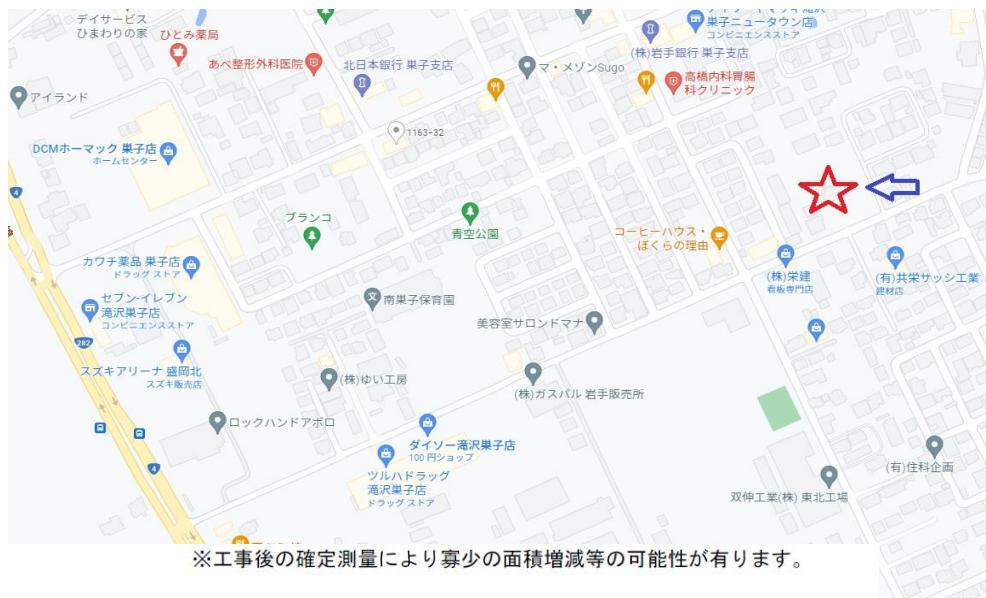 デイサービス
ひまわりの家
ひとみ薬局
巣子ニュータウン店
コンビニエンスストア
(株)岩手銀行 巣子支店
あべ整形外科医院
北日本銀行 巣子支店
マ・メゾンSugo
高橋内科胃腸
科クリニック
アイランド
1163-32
DCMホーマック 巣子店
ホームセンター
4
ブランコ
青空公園
コーヒーハウス・
ぼくらの理由
カワチ薬品 巣子店
ドラッグ ストア
(株)栄建
看板専門店
(有)共栄サッシ工業
建材店
セブン-イレブン
滝沢巣子店
コンビニエンスストア
南巣子保育園
美容室サロンドマナ
282
スズキアリーナ 盛岡北
スズキ販売店
(株)ゆい工房
(株)ガスパル 岩手販売所
ロックハンドアポロ
ダイソー滝沢巣子店
100 円ショップ
4
ツルハドラッグ
滝沢巣子店
ドラッグ ストア
(有)住科企画
双伸工業(株) 東北工場
※工事後の確定測量により寡少の面積増減等の可能性が有ります。